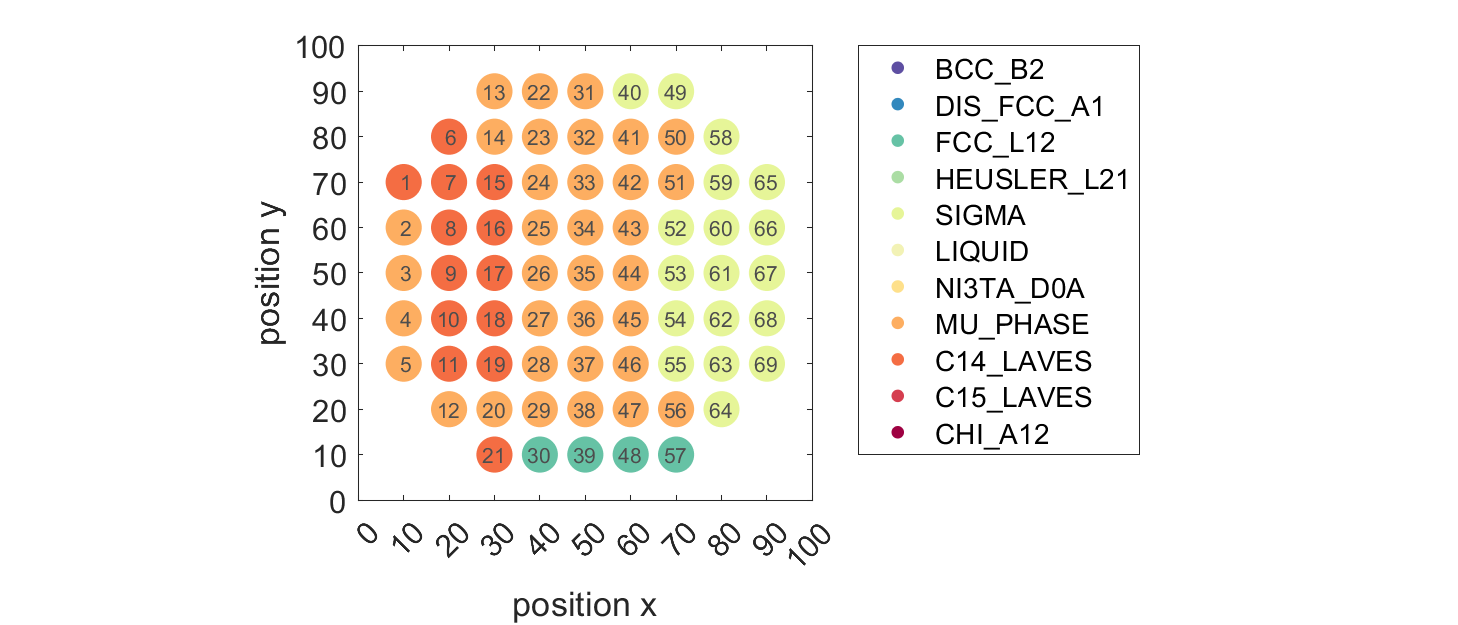 100
90
80
70
60
50
40
30
20
10
0
position y
13 22 31 40 49
6 14 23 32 41 50 58
1 7 15 24 33 42 51 59 65
2 8 16 25 34 43 52 60 66
3 9 17 26 35 44 53 61 67
4 10 18 27 36 45 54 62 68
5 11 19 28 37 46 55 63 69
12 20 29 38 47 56 64
21 30 39 48 57
0 10 20 30 40 50 60 70 80 90 100
position x
BCC_B2
DIS_FCC_A1
FCC_L12
HEUSLER_L21
SIGMA
LIQUID
NI3TA_D0A
MU_PHASE
C14_LAVES
C15_LAVES
CHI_A12